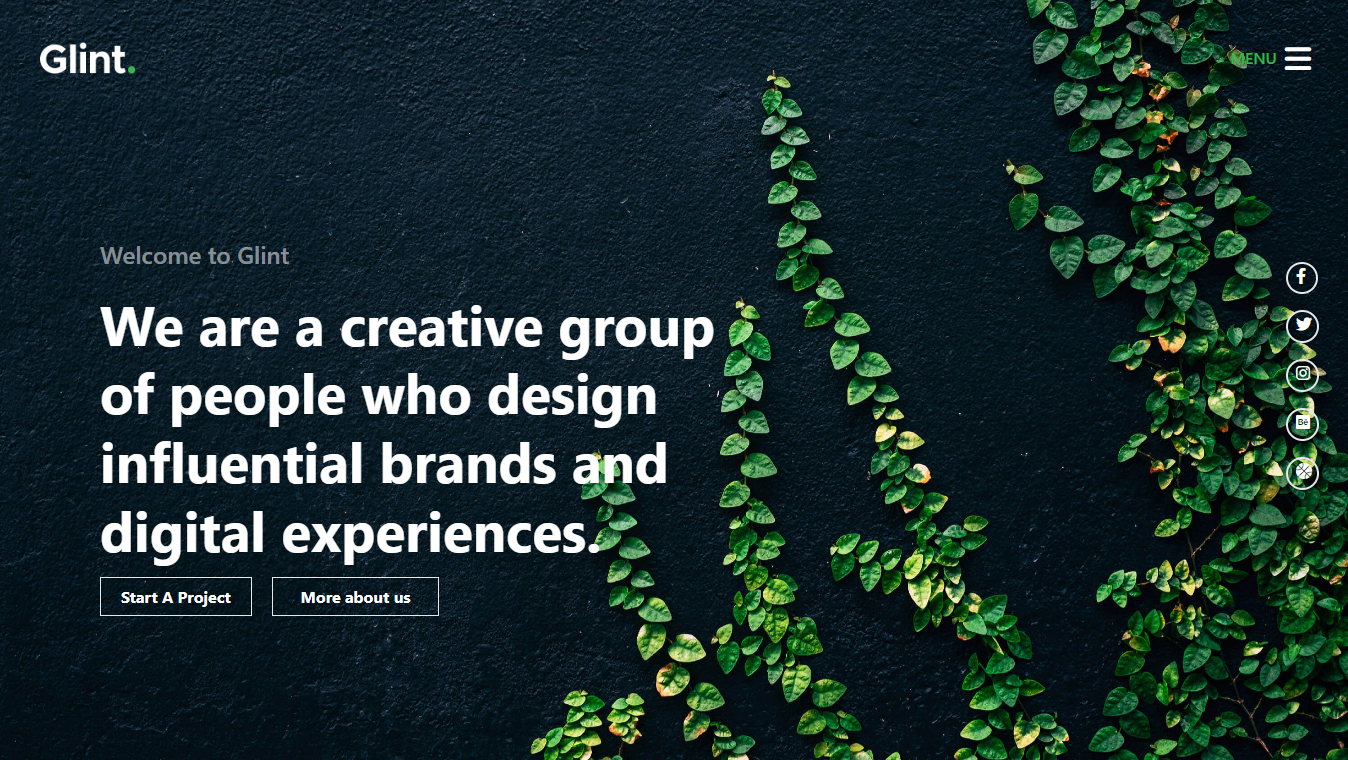 Glint.
MENU
Welcome to Glint
We are a creative group
of people who design
influential brands and
digital experiences.
Start A Project
More about us
Bē